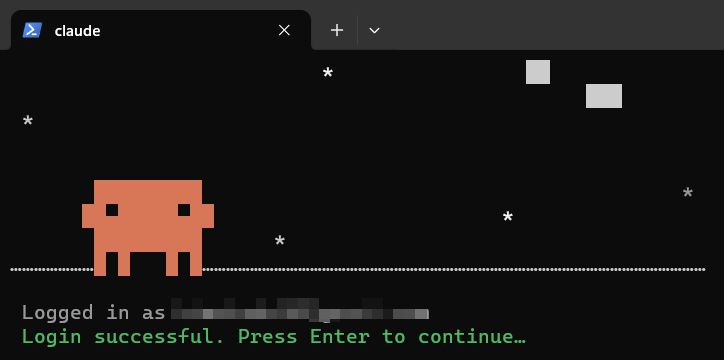 claude
Logged in as
Login successful. Press Enter to continue…